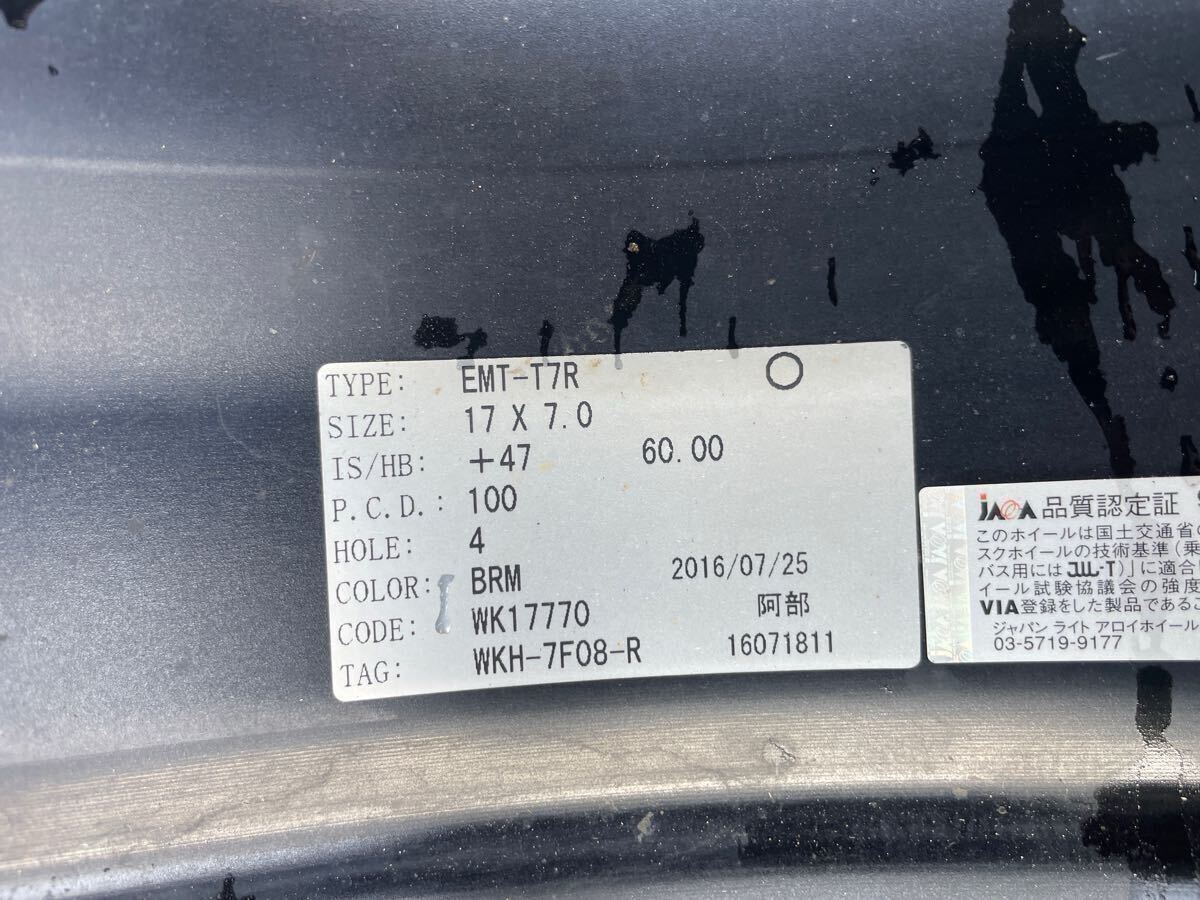 TYPE: EMT-T7R ○
SIZE: 17 X 7.0
IS/HB: +47 60.00
P.C.D.: 100
HOLE: 4
COLOR: BRM 2016/07/25
CODE: WK17770 阿部
TAG: WKH-7F08-R 16071811
JAWA 品質認定証
このホイールは国土交通省の
スクホイールの技術基準(乗
バス用にはJWL-T)」に適合
イール試験協議会の強度
VIA登録をした製品であるこ
ジャパン ライト アロイホイール
03-5719-9177